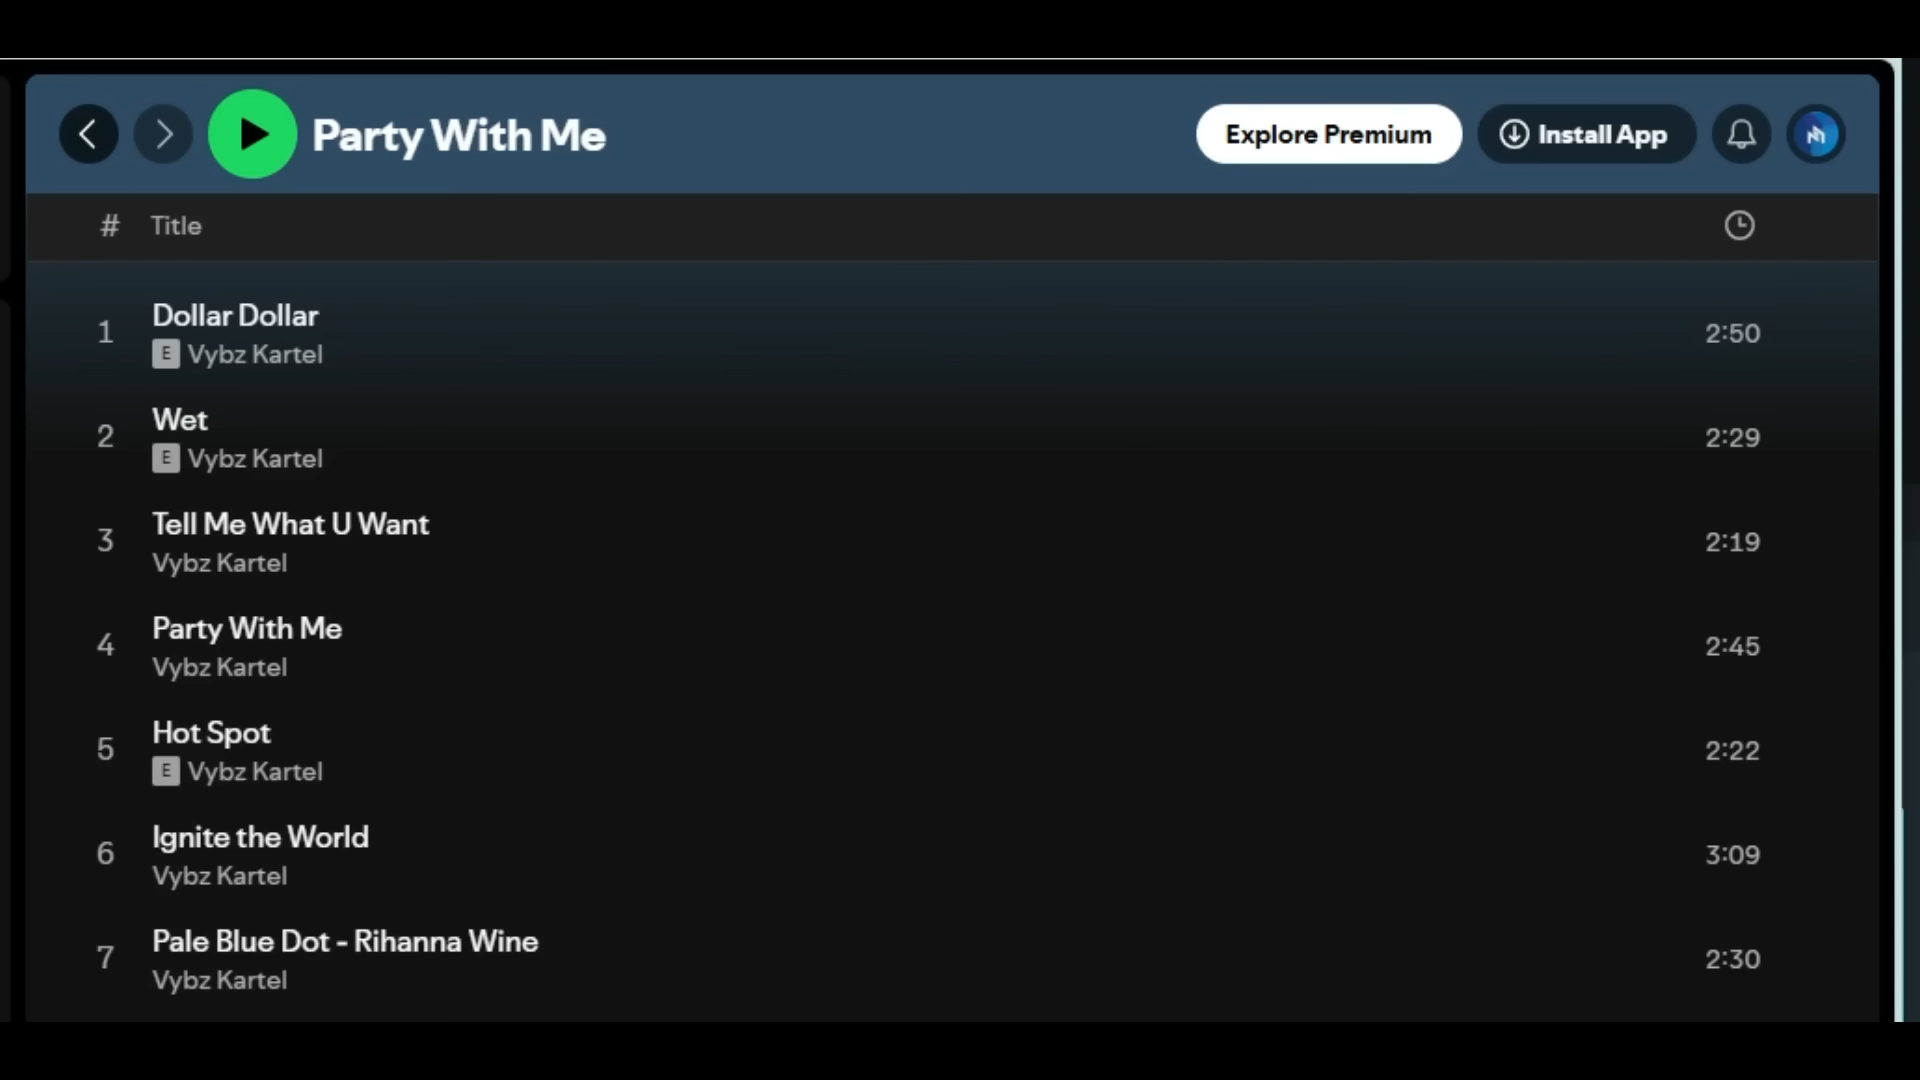 Party With Me
Explore Premium
Install App
# Title
1 Dollar Dollar 2:50
E Vybz Kartel
2 Wet 2:29
E Vybz Kartel
3 Tell Me What U Want 2:19
Vybz Kartel
4 Party With Me 2:45
Vybz Kartel
5 Hot Spot 2:22
E Vybz Kartel
6 Ignite the World 3:09
Vybz Kartel
7 Pale Blue Dot - Rihanna Wine 2:30
Vybz Kartel